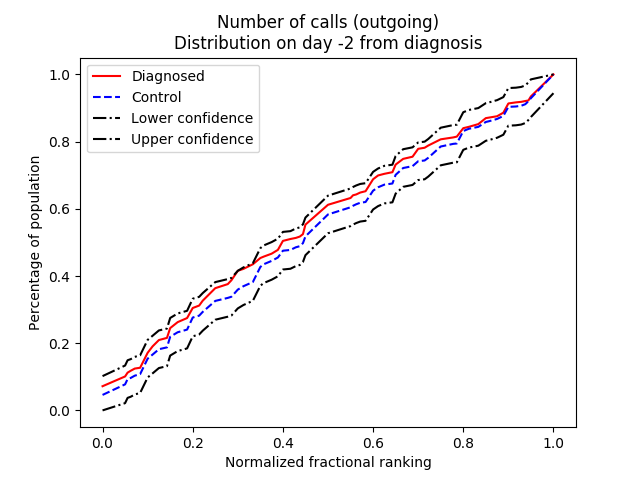 Number of calls (outgoing)
Distribution on day -2 from diagnosis
Diagnosed
Control
Lower confidence
Upper confidence
Percentage of population
1.0
0.8
0.6
0.4
0.2
0.0
0.0 0.2 0.4 0.6 0.8 1.0
Normalized fractional ranking